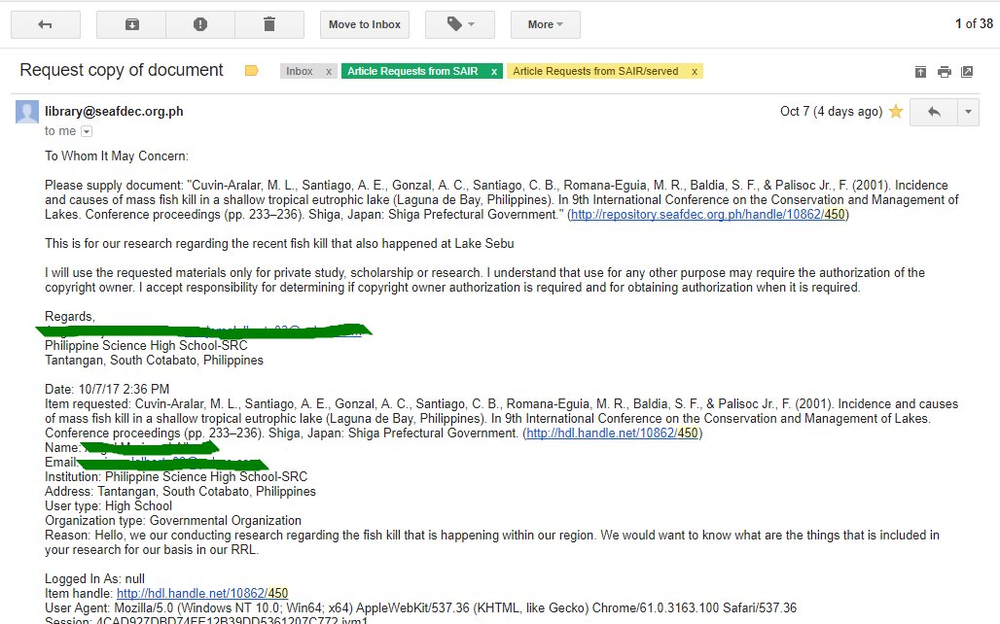 Move to Inbox
More
1 of 38
Request copy of document
Inbox x
Article Requests from SAIR x
Article Requests from SAIR/served x
library@seafdec.org.ph
Oct 7 (4 days ago)
to me
To Whom It May Concern:
Please supply document: "Cuvin-Aralar, M. L., Santiago, A. E., Gonzal, A. C., Santiago, C. B., Romana-Eguia, M. R., Baldia, S. F., & Palisoc Jr., F. (2001). Incidence
and causes of mass fish kill in a shallow tropical eutrophic lake (Laguna de Bay, Philippines). In 9th International Conference on the Conservation and Management of
Lakes. Conference proceedings (pp. 233–236). Shiga, Japan: Shiga Prefectural Government." (http://repository.seafdec.org.ph/handle/10862/450)
This is for our research regarding the recent fish kill that also happened at Lake Sebu
I will use the requested materials only for private study, scholarship or research. I understand that use for any other purpose may require the authorization of the
copyright owner. I accept responsibility for determining if copyright owner authorization is required and for obtaining authorization when it is required.
Regards,
Philippine Science High School-SRC
Tantangan, South Cotabato, Philippines
Date: 10/7/17 2:36 PM
Item requested: Cuvin-Aralar, M. L., Santiago, A. E., Gonzal, A. C., Santiago, C. B., Romana-Eguia, M. R., Baldia, S. F., & Palisoc Jr., F. (2001). Incidence and causes
of mass fish kill in a shallow tropical eutrophic lake (Laguna de Bay, Philippines). In 9th International Conference on the Conservation and Management of Lakes.
Conference proceedings (pp. 233–236). Shiga, Japan: Shiga Prefectural Government. (http://hdl.handle.net/10862/450)
Name:
Email:
Institution: Philippine Science High School-SRC
Address: Tantangan, South Cotabato, Philippines
User type: High School
Organization type: Governmental Organization
Reason: Hello, we our conducting research regarding the fish kill that is happening within our region. We would want to know what are the things that is included in
your research for our basis in our RRL.
Logged In As: null
Item handle: http://hdl.handle.net/10862/450
User Agent: Mozilla/5.0 (Windows NT 10.0; Win64; x64) AppleWebKit/537.36 (KHTML, like Gecko) Chrome/61.0.3163.100 Safari/537.36
Session: